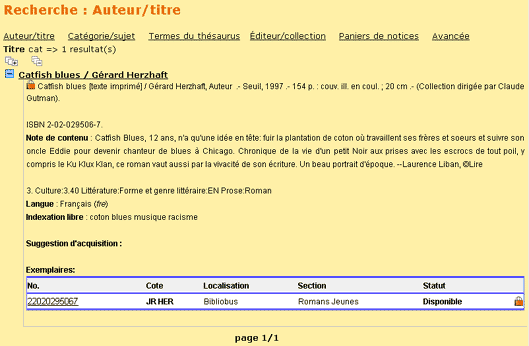 Recherche : Auteur/titre
Auteur/titre Catégorie/sujet Termes du thésaurus Éditeur/collection Paniers de notices Avancée
Titre cat => 1 resultat(s)
Catfish blues / Gérard Herzhaft
Catfish blues [texte imprimé] / Gérard Herzhaft, Auteur .- Seuil, 1997 .- 154 p. : couv. ill. en coul. ; 20 cm .- (Collection dirigée par Claude
Gutman).
ISBN 2-02-029506-7.
Note de contenu : Catfish Blues, 12 ans, n'a qu'une idée en tête: fuir la plantation de coton où travaillent ses frères et soeurs et suivre son
oncle Eddie pour devenir chanteur de blues à Chicago. Chronique de la vie d'un petit Noir aux prises avec les escrocs de tout poil, y
compris le Ku Klux Klan, ce roman vaut aussi par la vivacité de son écriture. Un beau portrait d'époque. --Laurence Liban, ©Lire
3. Culture:3.40 Littérature:Forme et genre littéraire:EN Prose:Roman
Langue : Français (fre)
Indexation libre : coton blues musique racisme
Suggestion d'acquisition :
Exemplaires:
No. Cote Localisation Section Statut
22020295067 JR HER Bibliobus Romans Jeunes Disponible
page 1/1